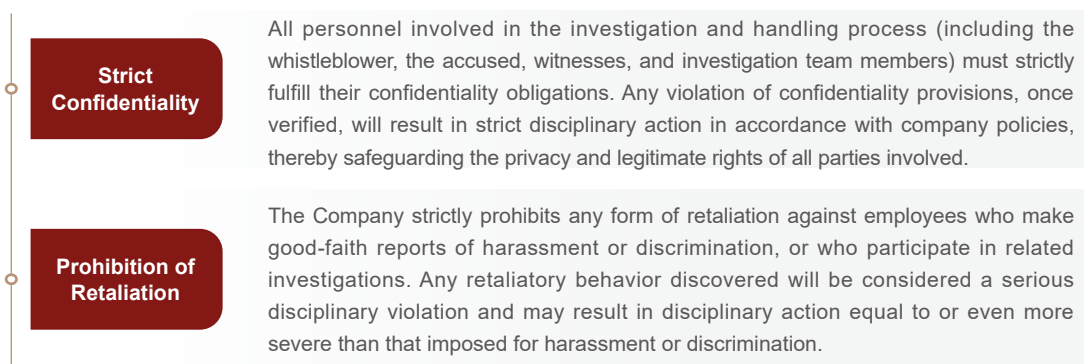 Strict
Confidentiality
All personnel involved in the investigation and handling process (including the
whistleblower, the accused, witnesses, and investigation team members) must strictly
fulfill their confidentiality obligations. Any violation of confidentiality provisions, once
verified, will result in strict disciplinary action in accordance with company policies,
thereby safeguarding the privacy and legitimate rights of all parties involved.
Prohibition of
Retaliation
The Company strictly prohibits any form of retaliation against employees who make
good-faith reports of harassment or discrimination, or who participate in related
investigations. Any retaliatory behavior discovered will be considered a serious
disciplinary violation and may result in disciplinary action equal to or even more
severe than that imposed for harassment or discrimination.